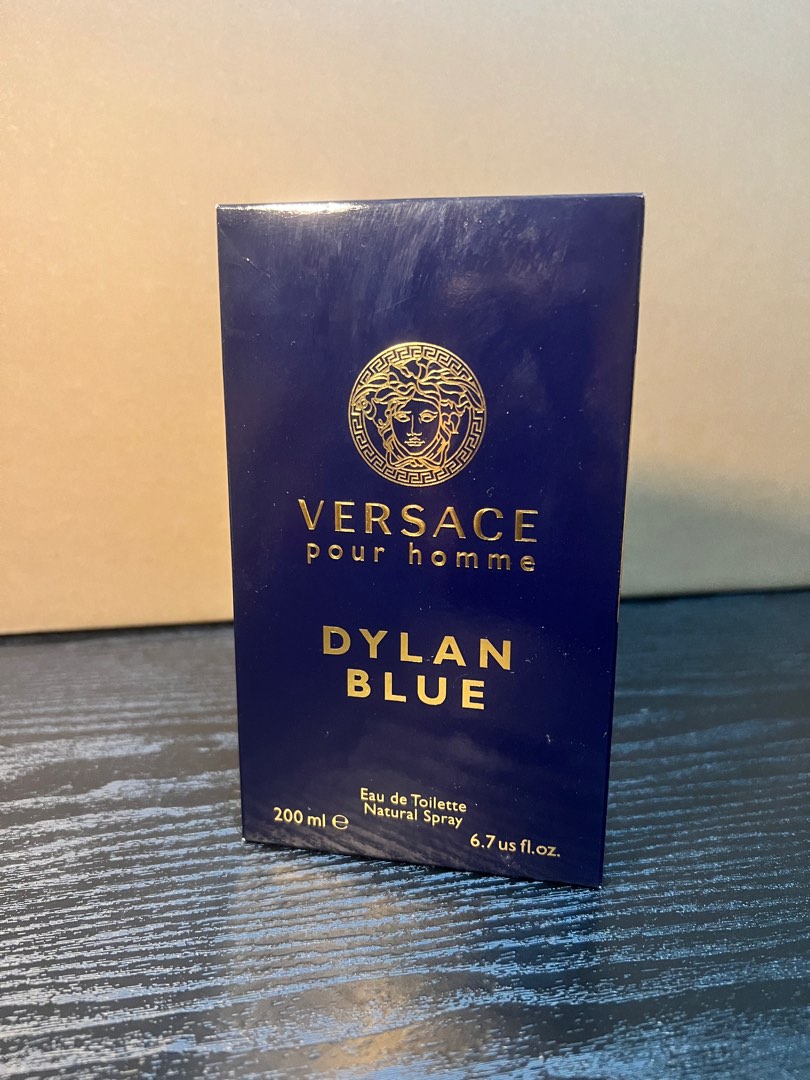 VERSACE
pour homme
DYLAN
BLUE
Eau de Toilette
Natural Spray
200 ml ℮
6.7 us fl.oz.